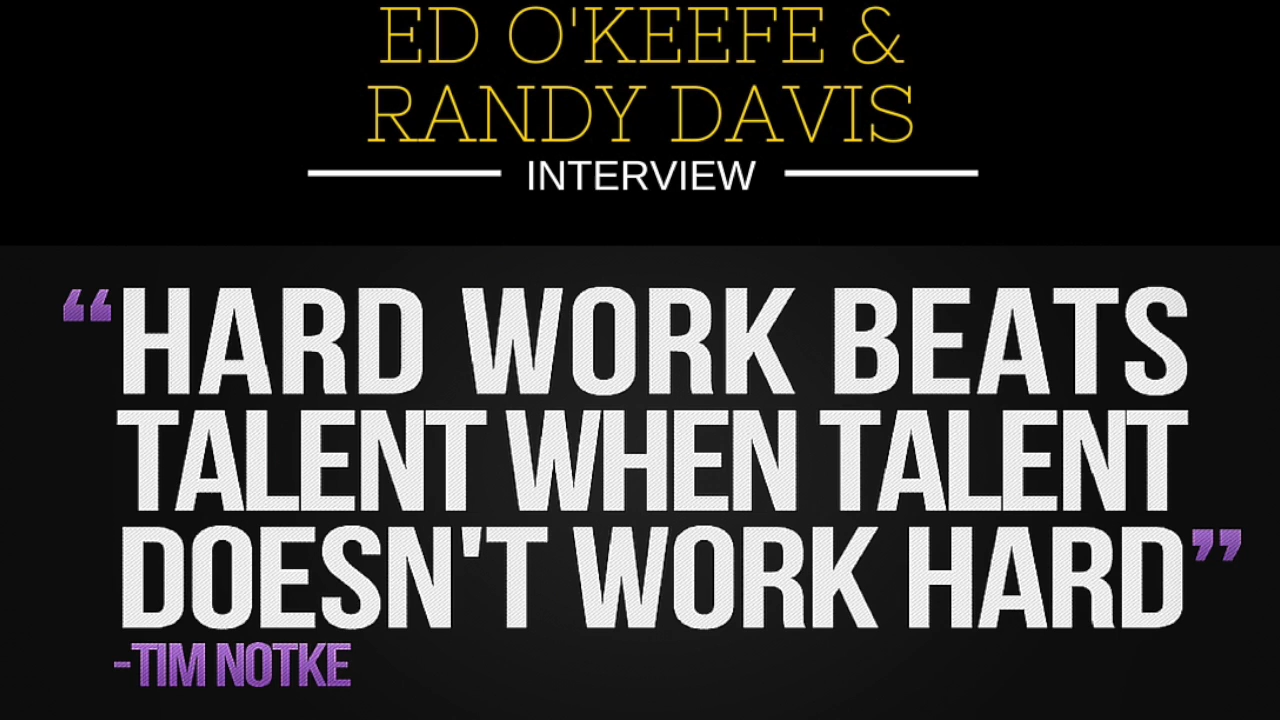 ED O'KEEFE &
RANDY DAVIS
INTERVIEW
“HARD WORK BEATS
TALENT WHEN TALENT
DOESN'T WORK HARD”
-TIM NOTKE